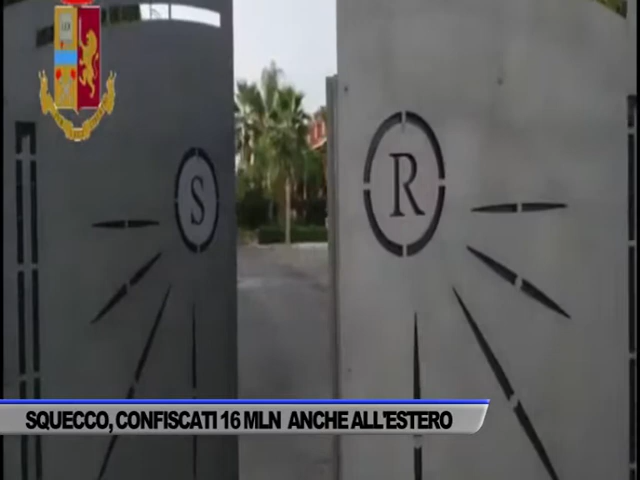 S
R
SQUECCO, CONFISCATI 16 MLN ANCHE ALL'ESTERO